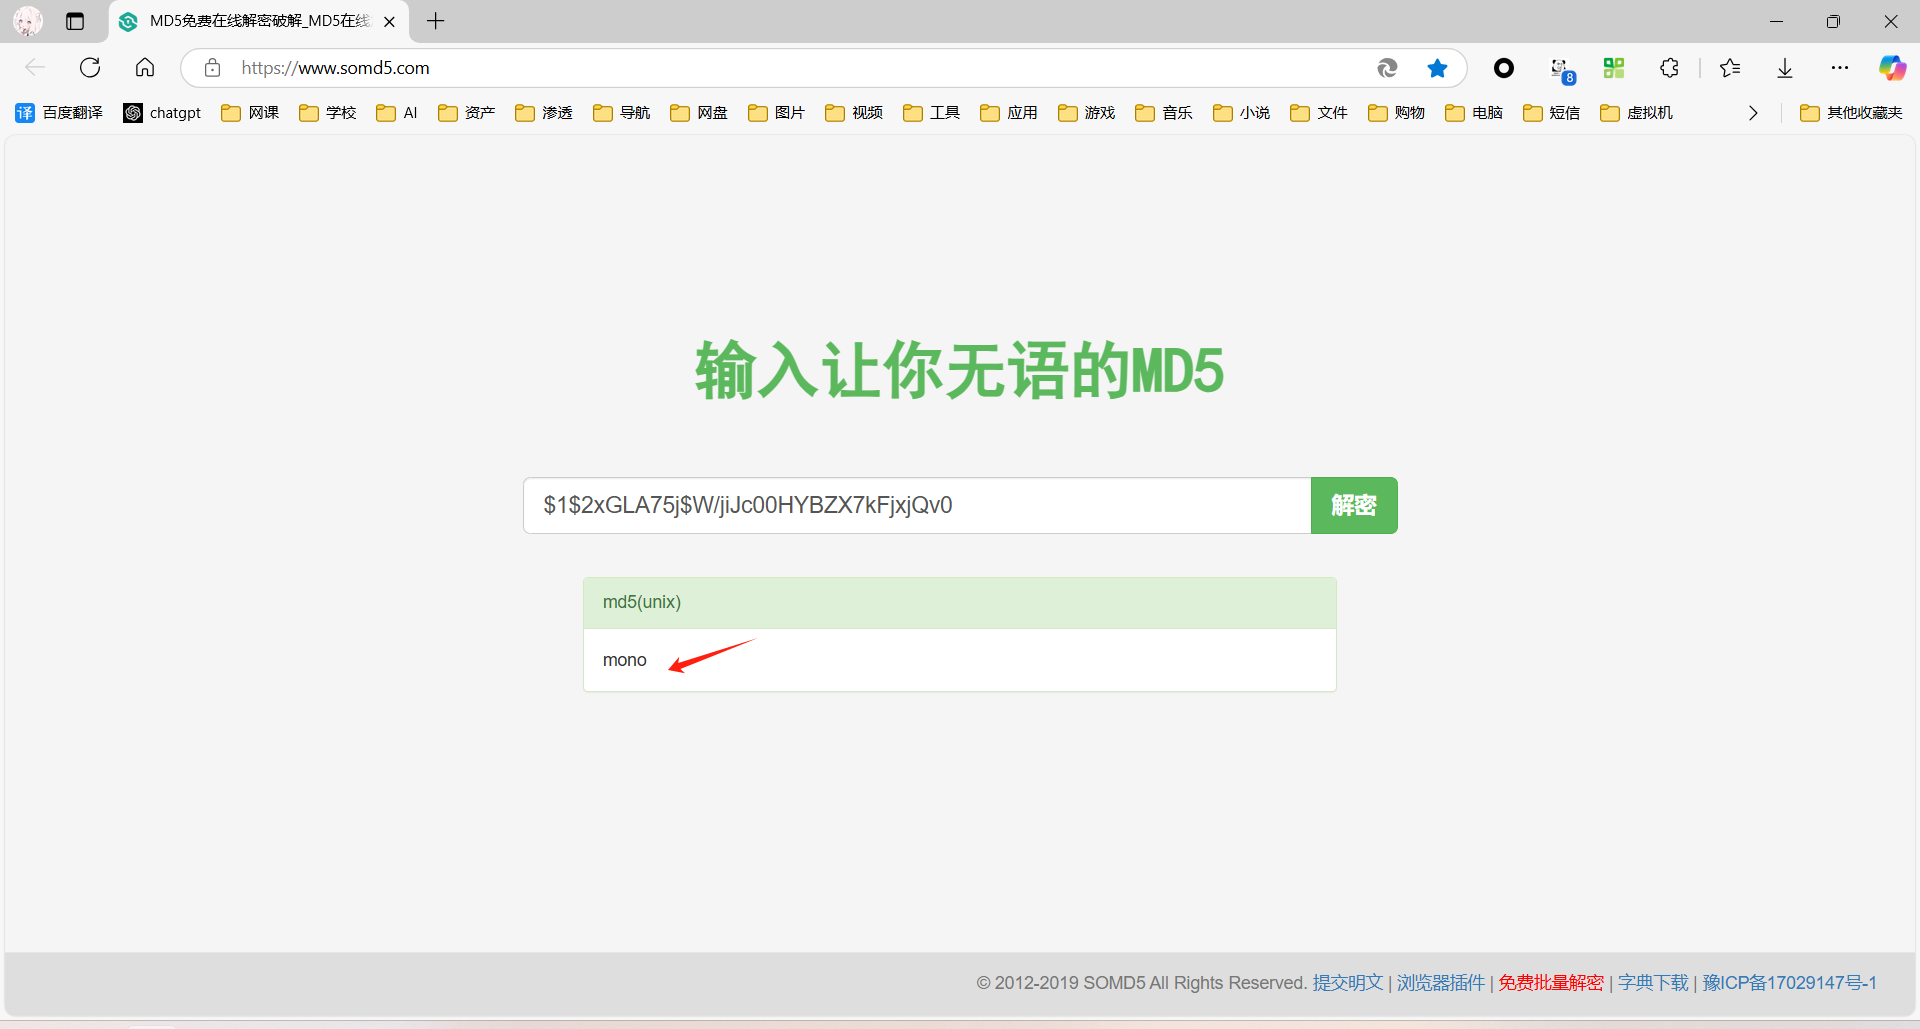 MD5免费在线解密破解_MD5在线
https://www.somd5.com
8
译 百度翻译 chatgpt 网课 学校 AI 资产 渗透 导航 网盘 图片 视频 工具 应用 游戏 音乐 小说 文件 购物 电脑 短信 虚拟机 其他收藏夹
输入让你无语的MD5
$1$2xGLA75j$W/jiJc00HYBZX7kFjxjQv0 解密
md5(unix)
mono
© 2012-2019 SOMD5 All Rights Reserved. 提交明文 | 浏览器插件 | 免费批量解密 | 字典下载 | 豫ICP备17029147号-1